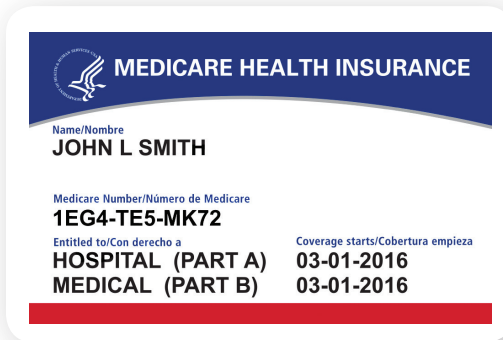 MEDICARE HEALTH INSURANCE
Name/Nombre
JOHN L SMITH
Medicare Number/Número de Medicare
1EG4-TE5-MK72
Entitled to/Con derecho a Coverage starts/Cobertura empieza
HOSPITAL (PART A) 03-01-2016
MEDICAL (PART B) 03-01-2016